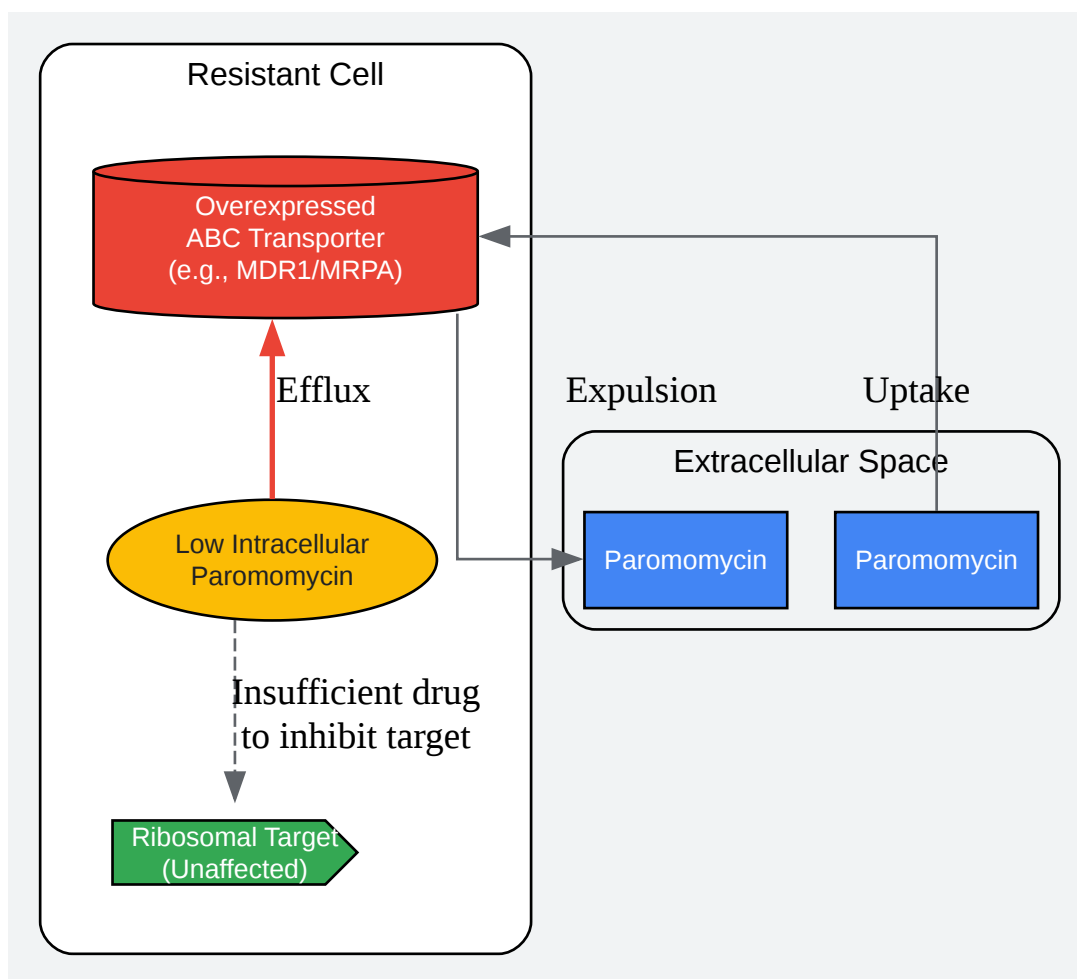 Resistant Cell
Overexpressed
ABC Transporter
(e.g., MDR1/MRPA)
Efflux
Expulsion
Uptake
Extracellular Space
Low Intracellular
Paromomycin
Paromomycin
Paromomycin
Insufficient drug
to inhibit target
Ribosomal Target
(Unaffected)